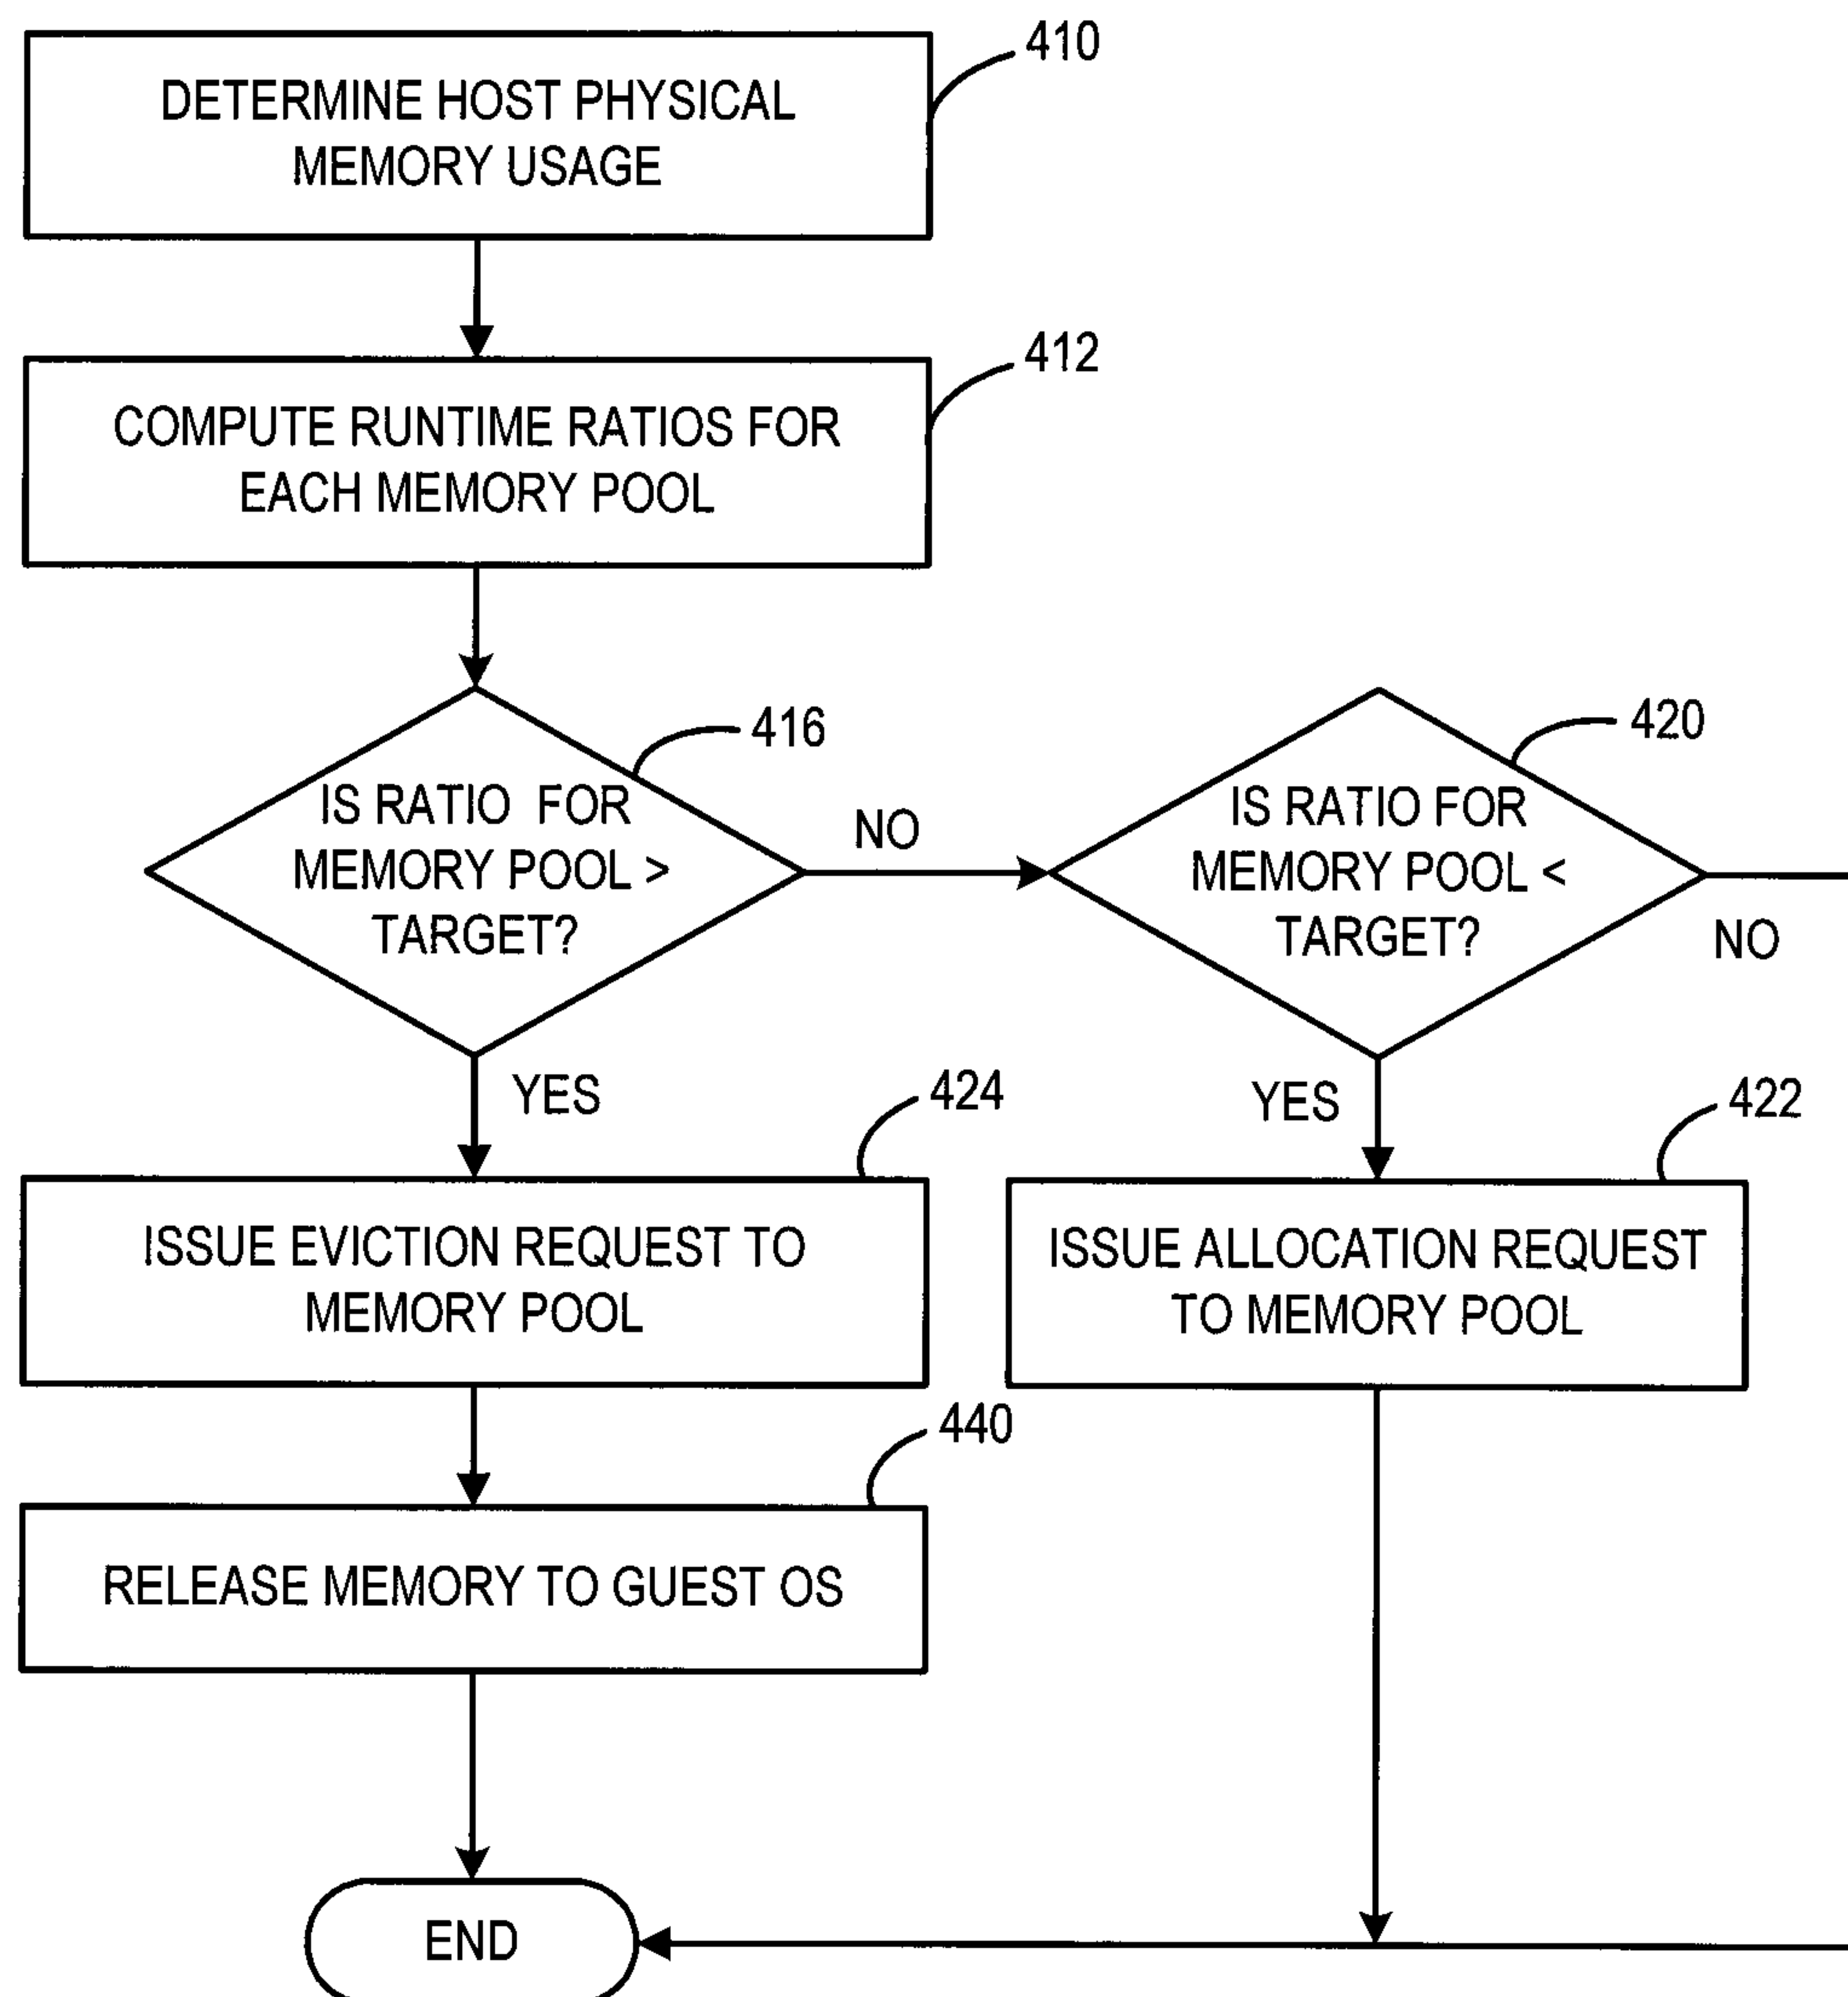 410
DETERMINE HOST PHYSICAL
MEMORY USAGE
412
COMPUTE RUNTIME RATIOS FOR
EACH MEMORY POOL
416
IS RATIO FOR
MEMORY POOL >
TARGET?
NO
420
IS RATIO FOR
MEMORY POOL <
TARGET?
NO
YES
424
ISSUE EVICTION REQUEST TO
MEMORY POOL
YES
422
ISSUE ALLOCATION REQUEST
TO MEMORY POOL
440
RELEASE MEMORY TO GUEST OS
END